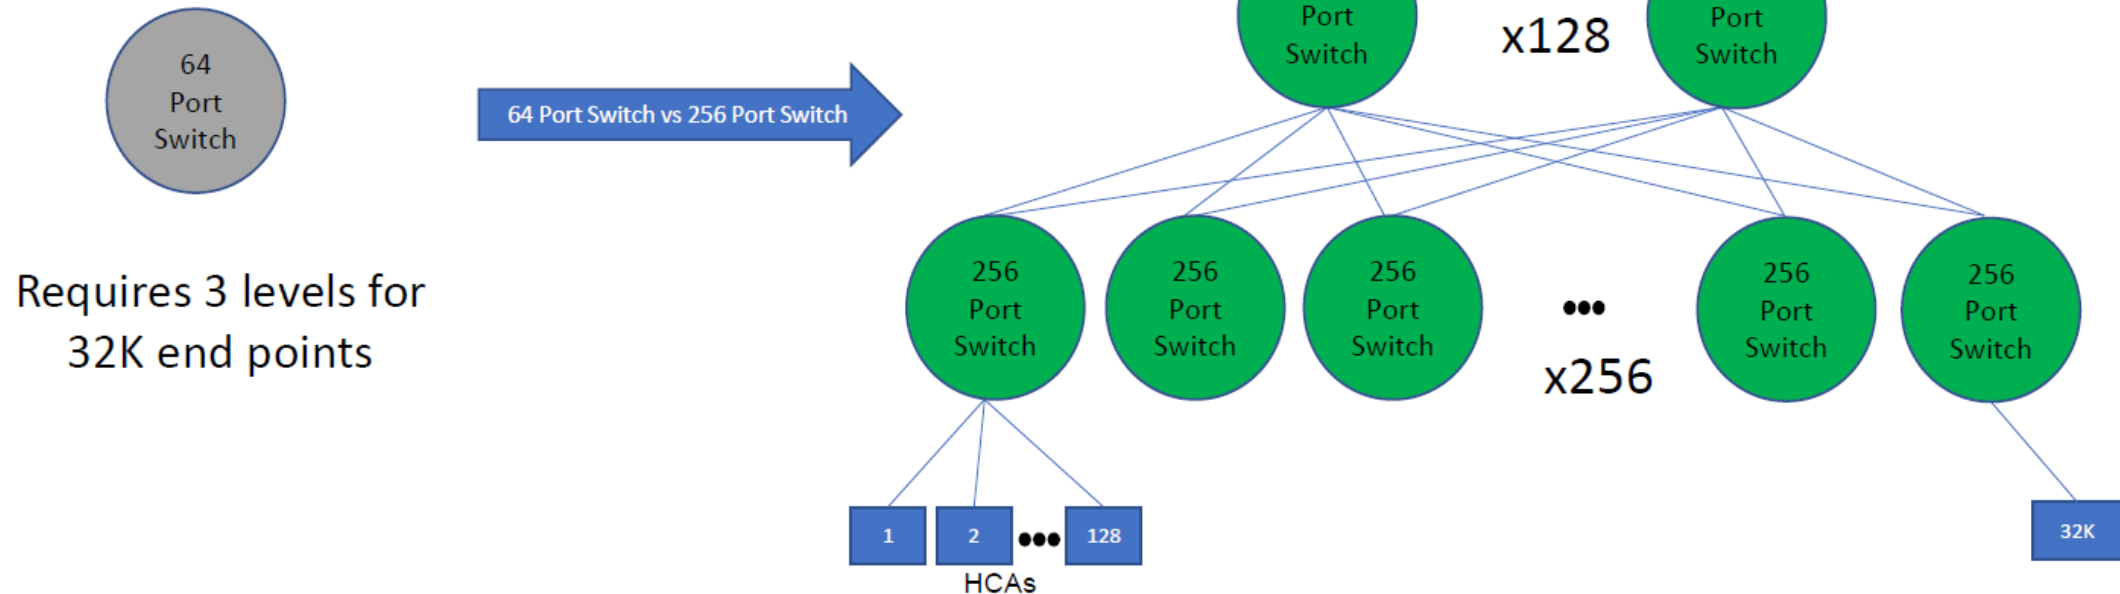 64
Port
Switch
64 Port Switch vs 256 Port Switch
Requires 3 levels for
32K end points
Port
Switch
x128
Port
Switch
256
Port
Switch
256
Port
Switch
256
Port
Switch
•••
x256
256
Port
Switch
256
Port
Switch
1
2
•••
128
HCAs
32K